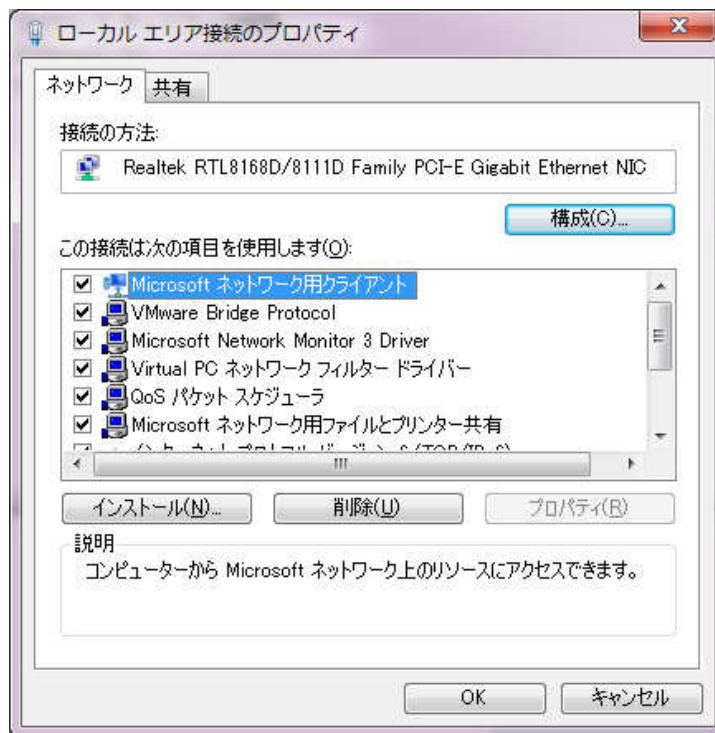 ローカル エリア接続のプロパティ
ネットワーク
共有
接続の方法:
Realtek RTL8168D/8111D Family PCI-E Gigabit Ethernet NIC
構成(C)...
この接続は次の項目を使用します(O):
Microsoft ネットワーク用クライアント
VMware Bridge Protocol
Microsoft Network Monitor 3 Driver
Virtual PC ネットワーク フィルター ドライバー
QoS パケット スケジューラ
Microsoft ネットワーク用ファイルとプリンター共有
インストール(N)...
削除(U)
プロパティ(R)
説明
コンピューターから Microsoft ネットワーク上のリソースにアクセスできます。
OK
キャンセル